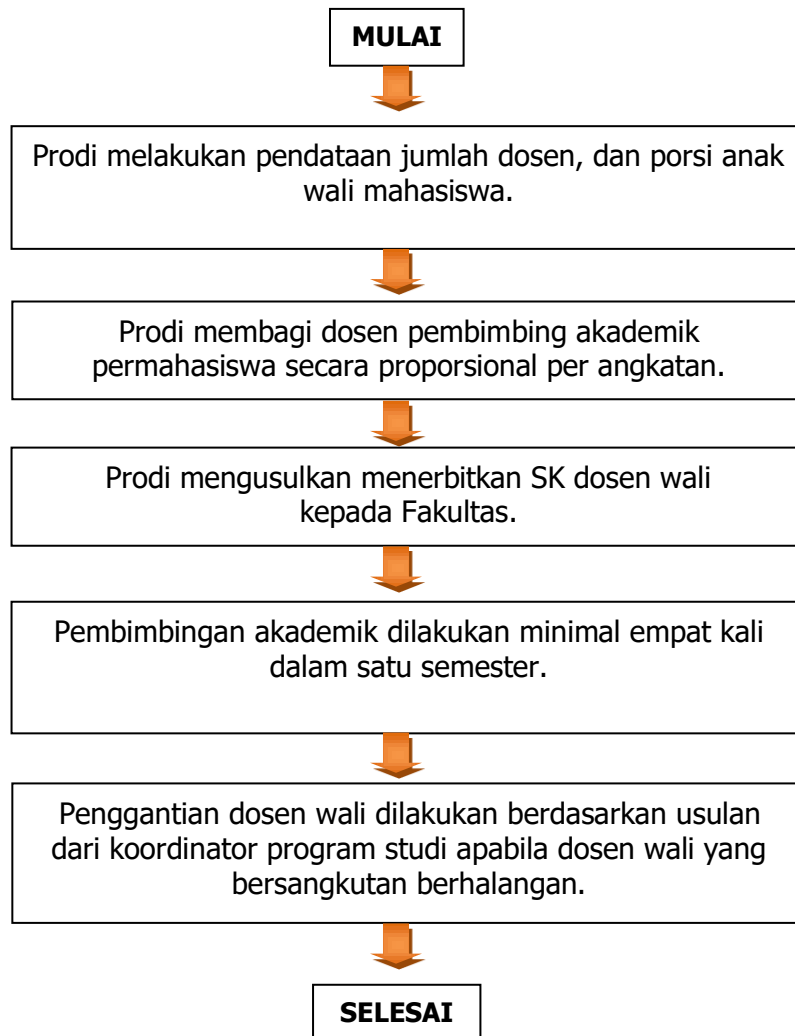 MULAI
Prodi melakukan pendataan jumlah dosen, dan porsi anak
wali mahasiswa.
Prodi membagi dosen pembimbing akademik
permahasiswa secara proporsional per angkatan.
Prodi mengusulkan menerbitkan SK dosen wali
kepada Fakultas.
Pembimbingan akademik dilakukan minimal empat kali
dalam satu semester.
Penggantian dosen wali dilakukan berdasarkan usulan
dari koordinator program studi apabila dosen wali yang
bersangkutan berhalangan.
SELESAI